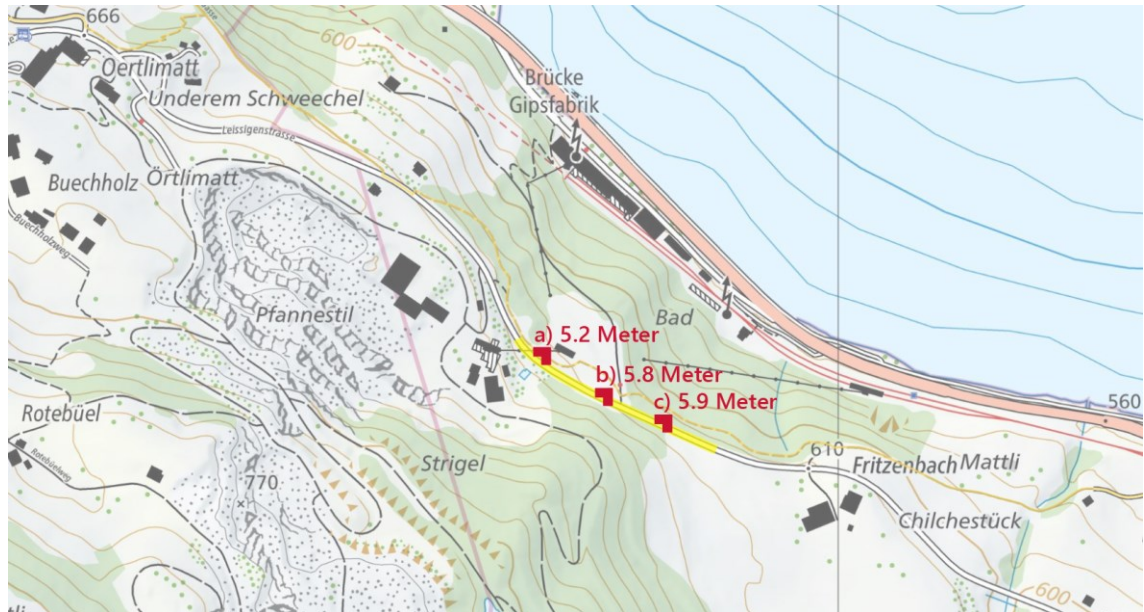 666
600
Oertlimatt
Underem Schweechel
Brücke
Gipsfabrik
Leissigenstrasse
Buechholz
Örtlimatt
Buechholzweg
Pfannestil
Bad
a) 5.2 Meter
b) 5.8 Meter
c) 5.9 Meter
Rotebüel
560
Strigel
610
Fritzenbach
Mattli
Rotebüelweg
770
Chilchestück
600